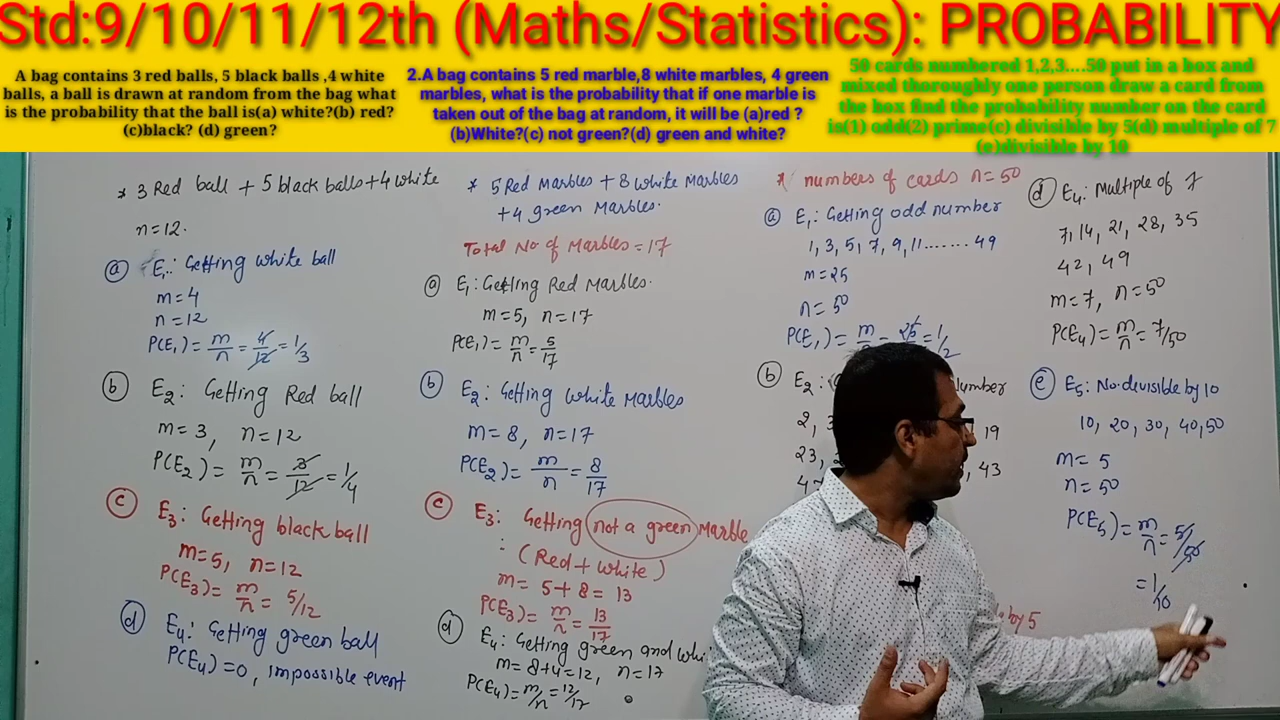 Std:9/10/11/12th (Maths/Statistics): PROBABILITY
A bag contains 3 red balls, 5 black balls ,4 white
balls, a ball is drawn at random from the bag what
is the probability that the ball is(a) white?(b) red?
(c)black? (d) green?
2.A bag contains 5 red marble,8 white marbles, 4 green
marbles, what is the probability that if one marble is
taken out of the bag at random, it will be (a)red ?
(b)White?(c) not green?(d) green and white?
50 cards numbered 1,2,3....50 put in a box and
mixed thoroughly one person draw a card from
the box find the probability number on the card
is(1) odd(2) prime(c) divisible by 5(d) multiple of 7
(e)divisible by 10
* 3 Red ball + 5 black balls + 4 white
n=12.
(a) E₁: Getting white ball
m=4
n=12
P(E₁) = m/n = 4/12 = 1/3
(b) E₂: Getting Red ball
m=3, n=12
P(E₂) = m/n = 3/12 = 1/4
(c) E₃: Getting black ball
m=5, n=12
P(E₃) = m/n = 5/12
(d) E₄: Getting green ball
P(E₄) = 0, impossible event
* 5 Red Marbles + 8 white Marbles
+ 4 green Marbles.
Total No of Marbles = 17
(a) E₁: Getting Red Marbles.
m=5, n=17
P(E₁) = m/n = 5/17
(b) E₂: Getting white Marbles
m=8, n=17
P(E₂) = m/n = 8/17
(c) E₃: Getting not a green Marble
: (Red + white)
m= 5+8 = 13
P(E₃) = m/n = 13/17
(d) E₄: Getting green and whi
m= 8+4 = 12, n=17
P(E₄) = m/n = 12/17
* numbers of cards n=50
(a) E₁: Getting odd number
1, 3, 5, 7, 9, 11....... 49
m=25
n=50
P(E₁) = m/n = 25/50 = 1/2
(b) E₂: number
2, 19
23, 43
by 5
(d) E₄: Multiple of 7
7, 14, 21, 28, 35
42, 49
m=7, n=50
P(E₄) = m/n = 7/50
(e) E₅: No. devisible by 10
10, 20, 30, 40, 50
m= 5
n=50
P(E₅) = m/n = 5/50
= 1/10